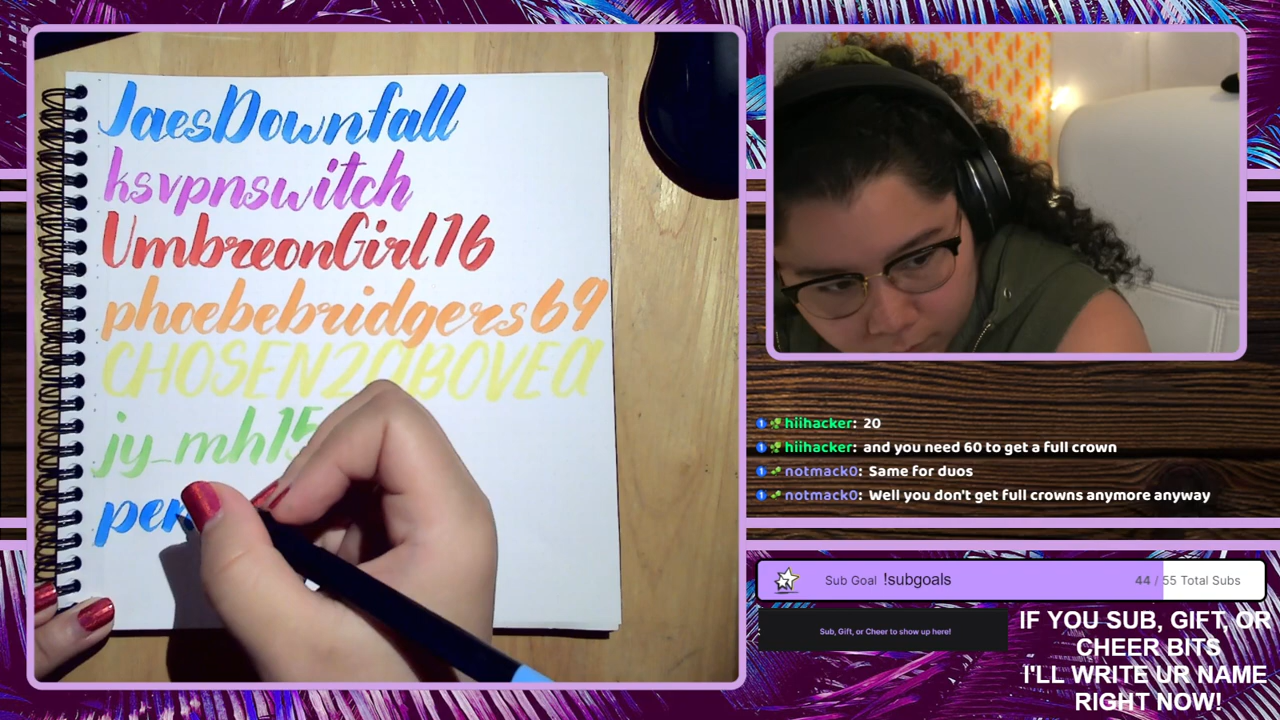 JaesDownfall
ksvpnswitch
UmbreonGirl16
phoebebridgers69
CHOSEN2ABOVEA
jy_mh15
hiihacker: 20
hiihacker: and you need 60 to get a full crown
notmack0: Same for duos
notmack0: Well you don't get full crowns anymore anyway
Sub Goal !subgoals 44 / 55 Total Subs
Sub, Gift, or Cheer to show up here!
IF YOU SUB, GIFT, OR
CHEER BITS
I'LL WRITE UR NAME
RIGHT NOW!